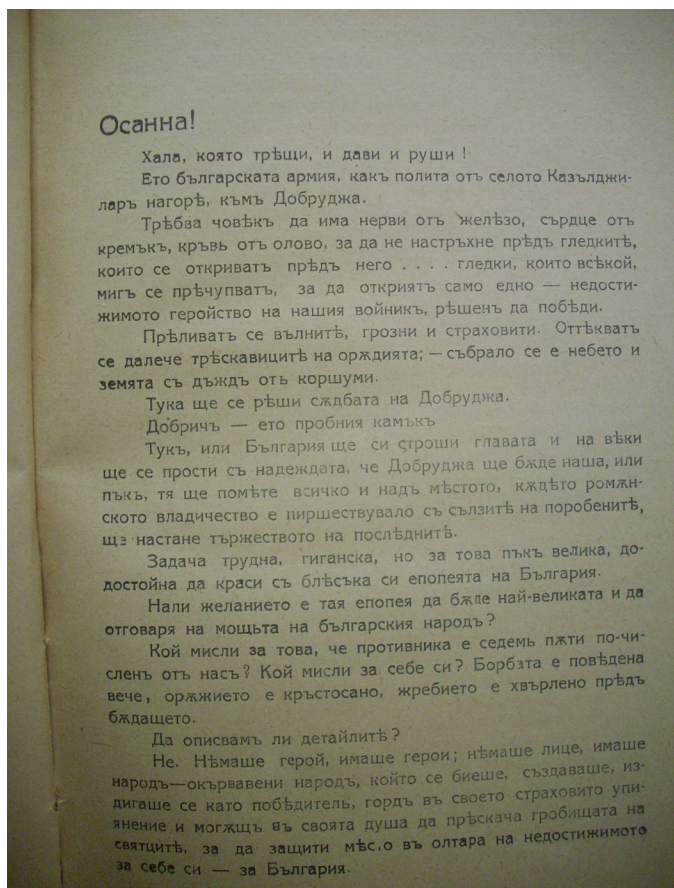 Осанна!
Хала, която трѣщи, и дави и руши !
Ето българската армия, какъ полита отъ селото Казълджи-
ларъ нагорѣ, къмъ Добруджа.
Трѣбва човѣкъ да има нерви отъ желѣзо, сърдце отъ
кремъкъ, кръвь отъ олово, за да не настръхне прѣдъ гледкитѣ,
които се откриватъ прѣдъ него . . . . гледки, които всѣкой,
мигъ се прѣчупватъ, за да откриятъ само едно — недости-
жимото геройство на нашия войникъ, рѣшенъ да побѣди.
Прѣливатъ се вълнитѣ, грозни и страховити. Оттѣкватъ
се далече трѣскавицитѣ на орѫдията; — събрало се е небето и
земята съ дъждъ отъ коршуми.
Тука ще се рѣши сѫдбата на Добруджа.
Добричъ — ето пробния камъкъ
Тукъ, или България ще си строши главата и на вѣки
ще се прости съ надеждата, че Добруджа ще бѫде наша, или
пъкъ, тя ще помѣте всичко и надъ мѣстото, кѫдѣто ромѫн-
ското владичество е пиршествувало съ сълзитѣ на поробенитѣ,
ще настане тържеството на послѣднитѣ.
Задача трудна, гиганска, но за това пъкъ велика, до-
достойна да краси съ блѣсъка си епопеята на България.
Нали желанието е тая епопея да бѫде най-великата и да
отговаря на мощьта на българския народъ?
Кой мисли за това, че противника е седемь пѫти по-чи-
сленъ отъ насъ? Кой мисли за себе си? Борбата е повѣдена
вече, орѫжието е кръстосано, жребието е хвърлено прѣдъ
бѫдащето.
Да описвамъ ли детайлитѣ?
Не. Нѣмаше герой, имаше герои; нѣмаше лице, имаше
народъ—окървавени народъ, който се биеше, създаваше, из-
дигаше се като побѣдитель, гордъ въ своето страховито упи-
янение и могѫщъ въ своята душа да прѣскача гробищата на
святцитѣ, за да защити мѣс.о въ олтара на недостижимото
за себе си — за България.